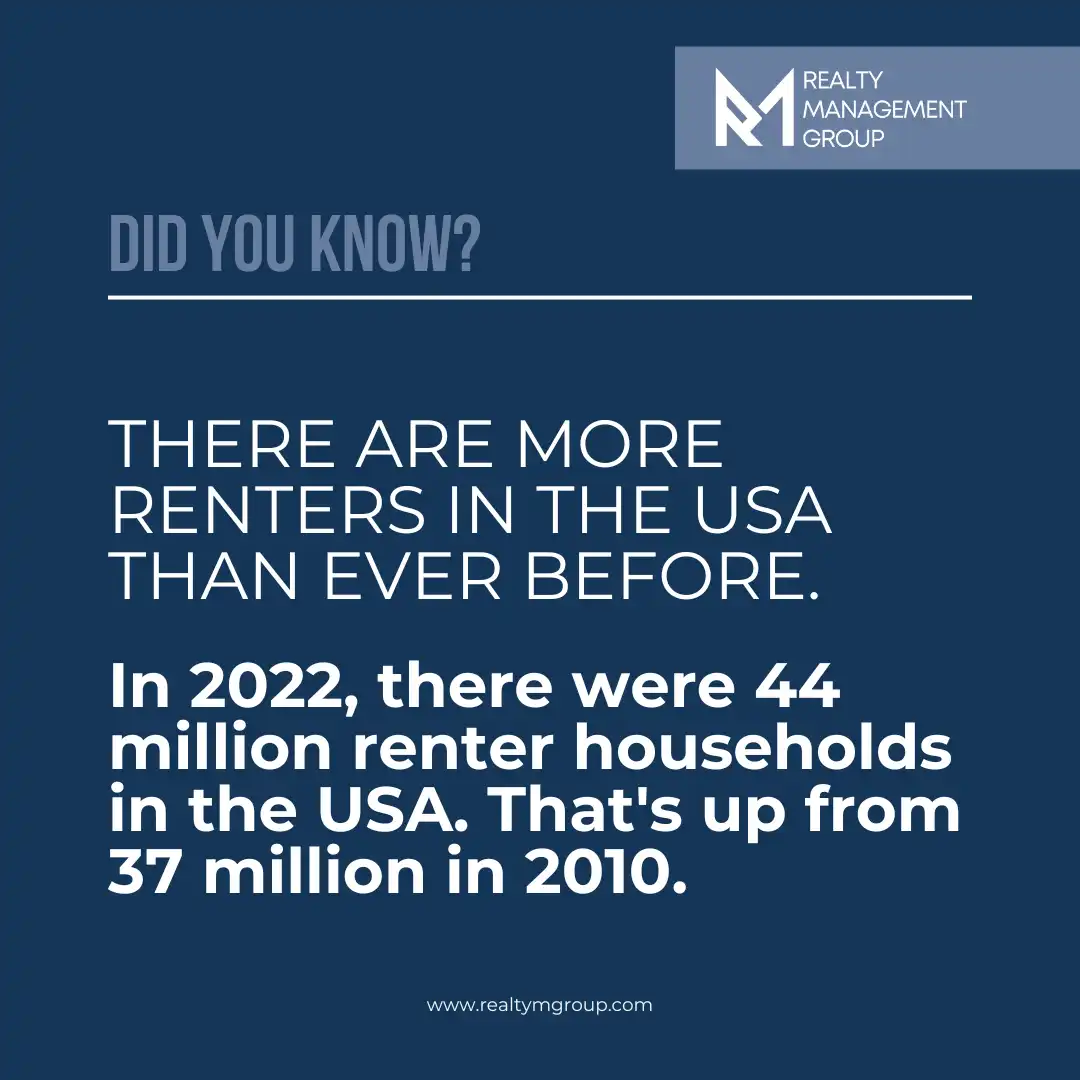 REALTY
MANAGEMENT
GROUP
DID YOU KNOW?
THERE ARE MORE
RENTERS IN THE USA
THAN EVER BEFORE.
In 2022, there were 44
million renter households
in the USA. That's up from
37 million in 2010.
www.realtymgroup.com